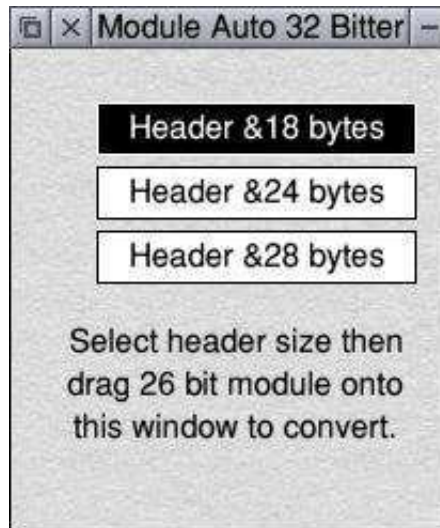 Module Auto 32 Bitter
Header &18 bytes
Header &24 bytes
Header &28 bytes
Select header size then
drag 26 bit module onto
this window to convert.